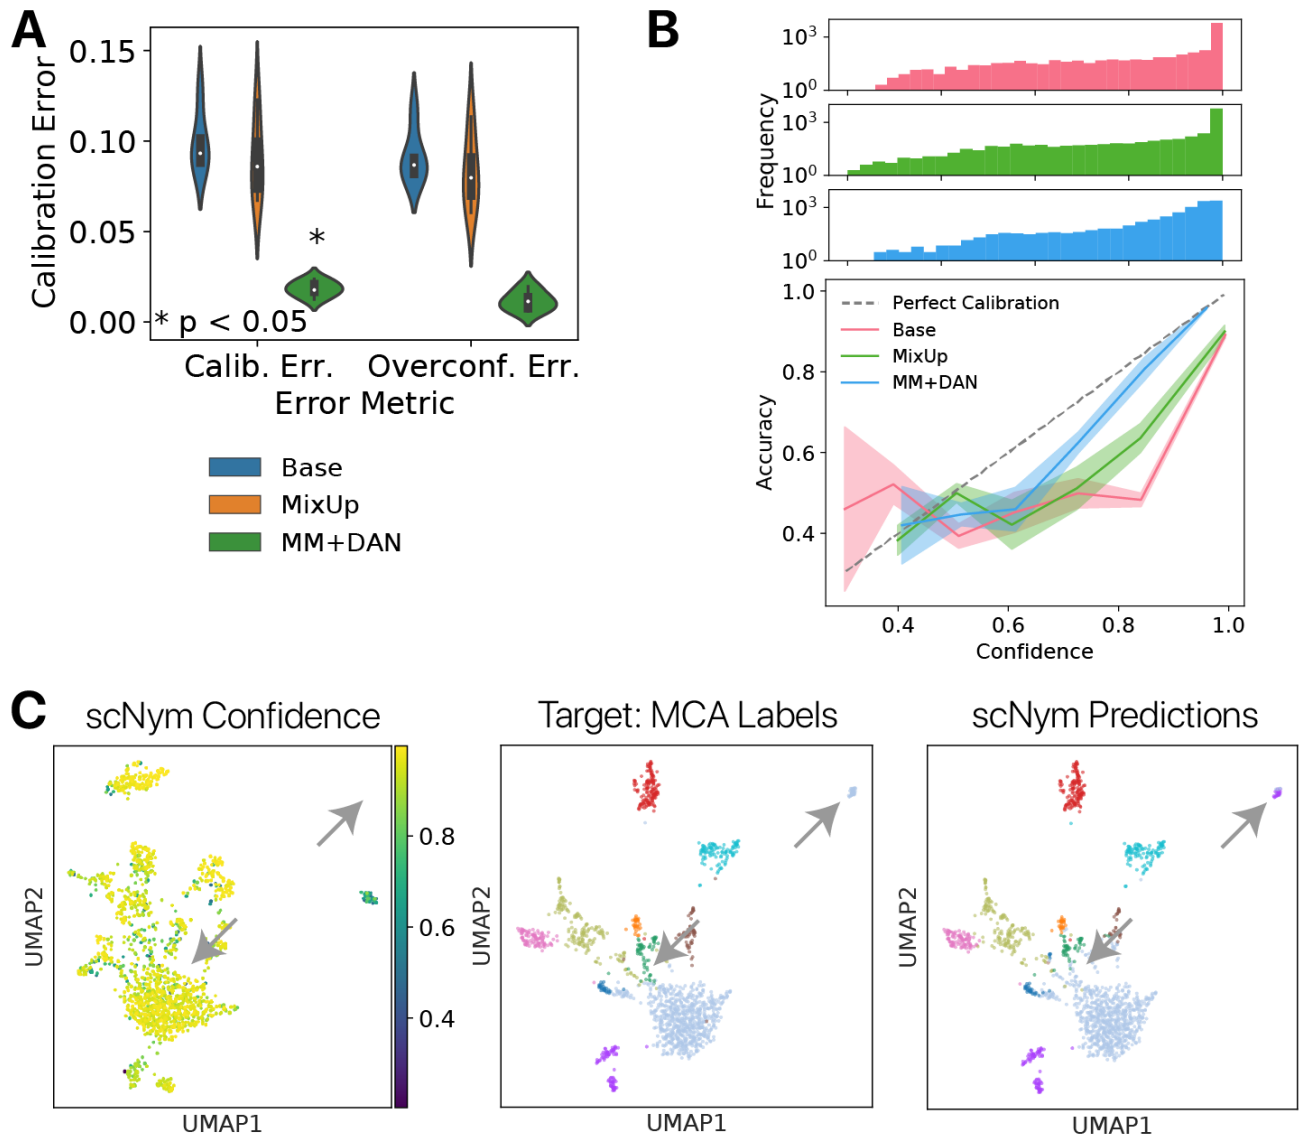 A
Calibration Error
0.15
0.10
0.05
0.00
*
* p < 0.05
Calib. Err.
Overconf. Err.
Error Metric
Base
MixUp
MM+DAN
B
Frequency
10³
10⁰
10³
10⁰
10³
10⁰
Accuracy
1.0
0.8
0.6
0.4
Perfect Calibration
Base
MixUp
MM+DAN
0.4
0.6
0.8
1.0
Confidence
C
scNym Confidence
UMAP2
UMAP1
0.8
0.6
0.4
Target: MCA Labels
UMAP2
UMAP1
scNym Predictions
UMAP2
UMAP1